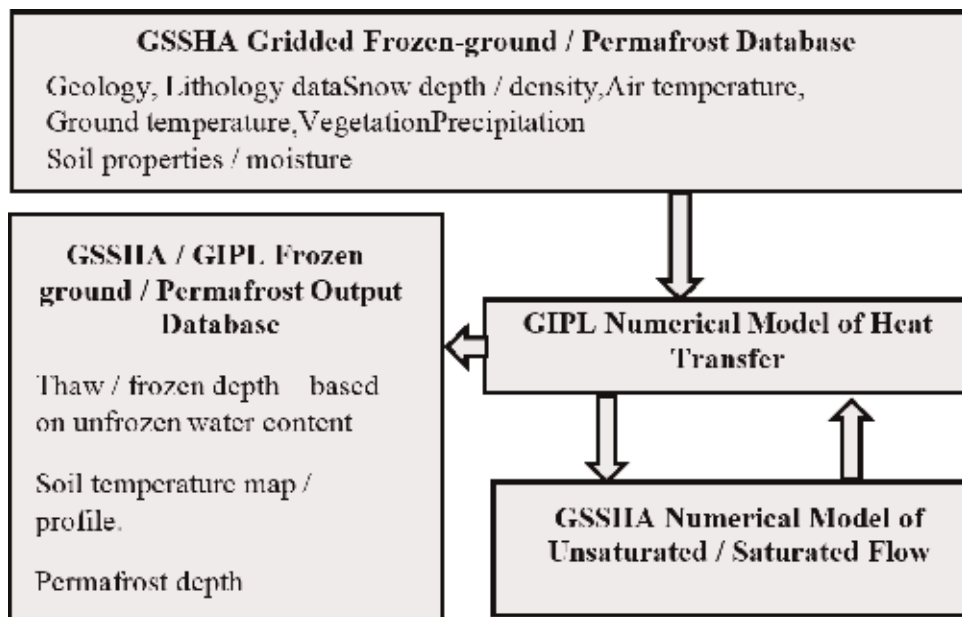 GSSHA Gridded Frozen-ground / Permafrost Database
Geology, Lithology dataSnow depth / density,Air temperature,
Ground temperature,VegetationPrecipitation
Soil properties / moisture
GSSHA / GIPL Frozen
ground / Permafrost Output
Database
Thaw / frozen depth based
on unfrozen water content
Soil temperature map /
profile.
Permafrost depth
GIPL Numerical Model of Heat
Transfer
GSSHA Numerical Model of
Unsaturated / Saturated Flow